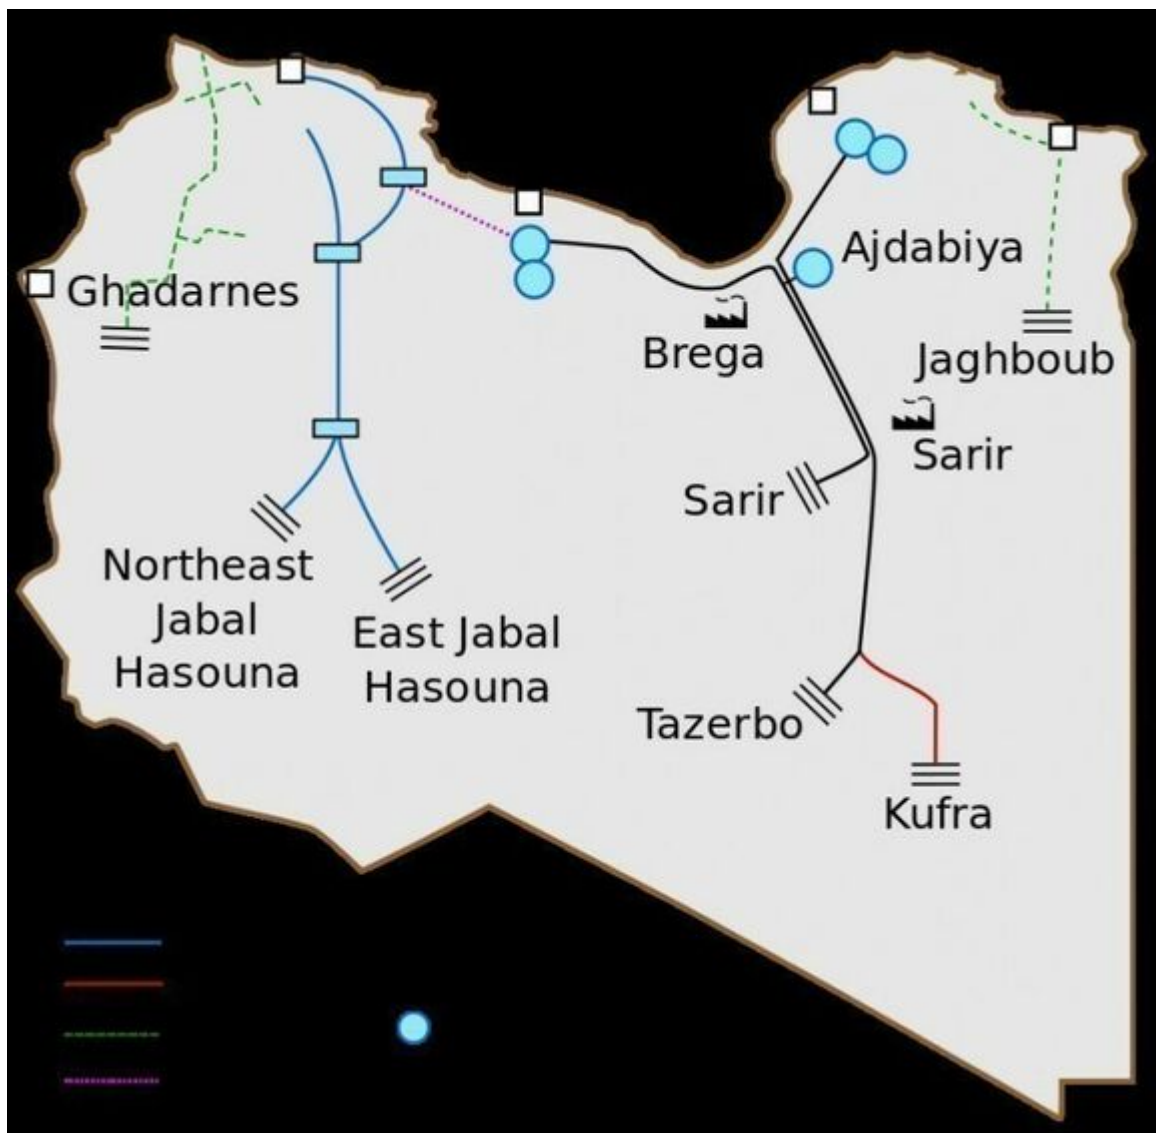 Ajdabiya
Ghadarnes
Brega
Jaghboub
Sarir
Sarir
Northeast
Jabal
Hasouna
East Jabal
Hasouna
Tazerbo
Kufra